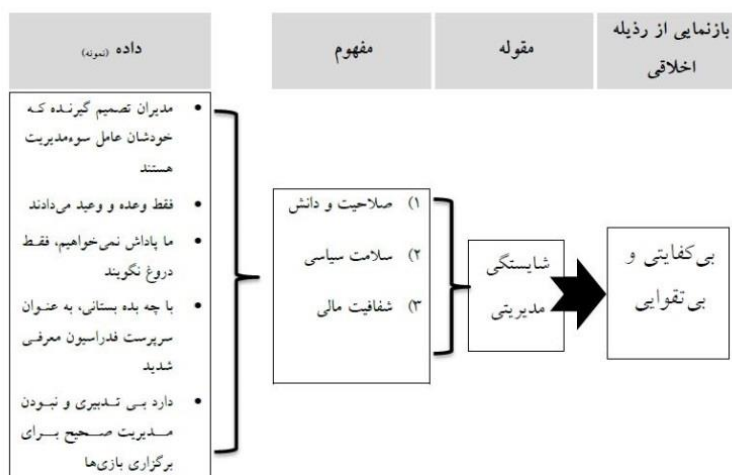 بازنمایی از رذیله
اخلاقی
مقوله
مفهوم
داده (نمونه)
• مدیران تصمیم گیرنده که
خودشان عامل سوءمدیریت
هستند
• فقط وعده و وعید می‌دادند
• ما پاداش نمی‌خواهیم، فقط
دروغ نگویند
• با چه بده بستانی، به عنوان
سرپرست فدراسیون معرفی
شدید
• دارد بی تدبیری و نبودن
مدیریت صحیح برای
برگزاری بازی‌ها
۱) صلاحیت و دانش
۲) سلامت سیاسی
۳) شفافیت مالی
شایستگی
مدیریتی
بی‌کفایتی و
بی‌تقوایی